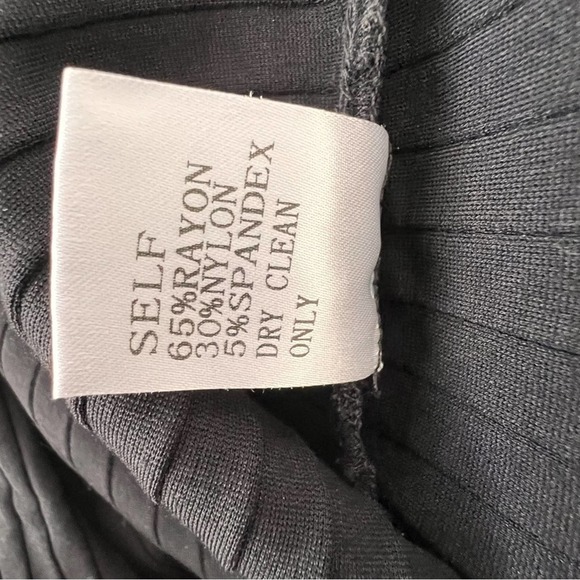 SELF
65%RAYON
30%NYLON
5%SPANDEX
DRY CLEAN
ONLY